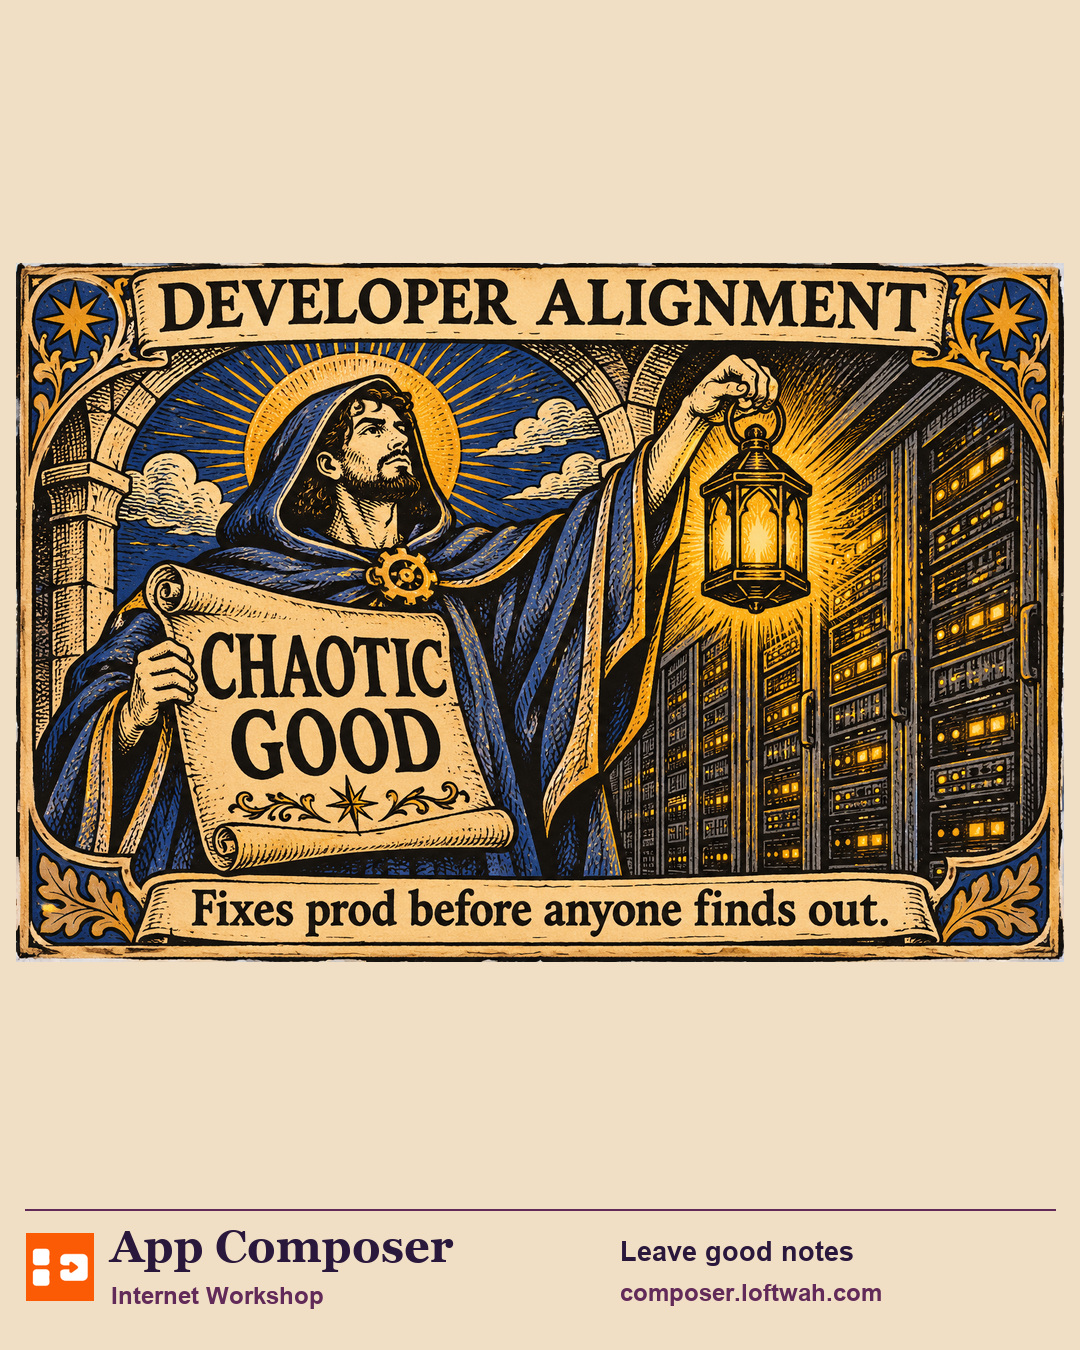 DEVELOPER ALIGNMENT
CHAOTIC
GOOD
Fixes prod before anyone finds out.
App Composer
Internet Workshop
Leave good notes
composer.loftwah.com